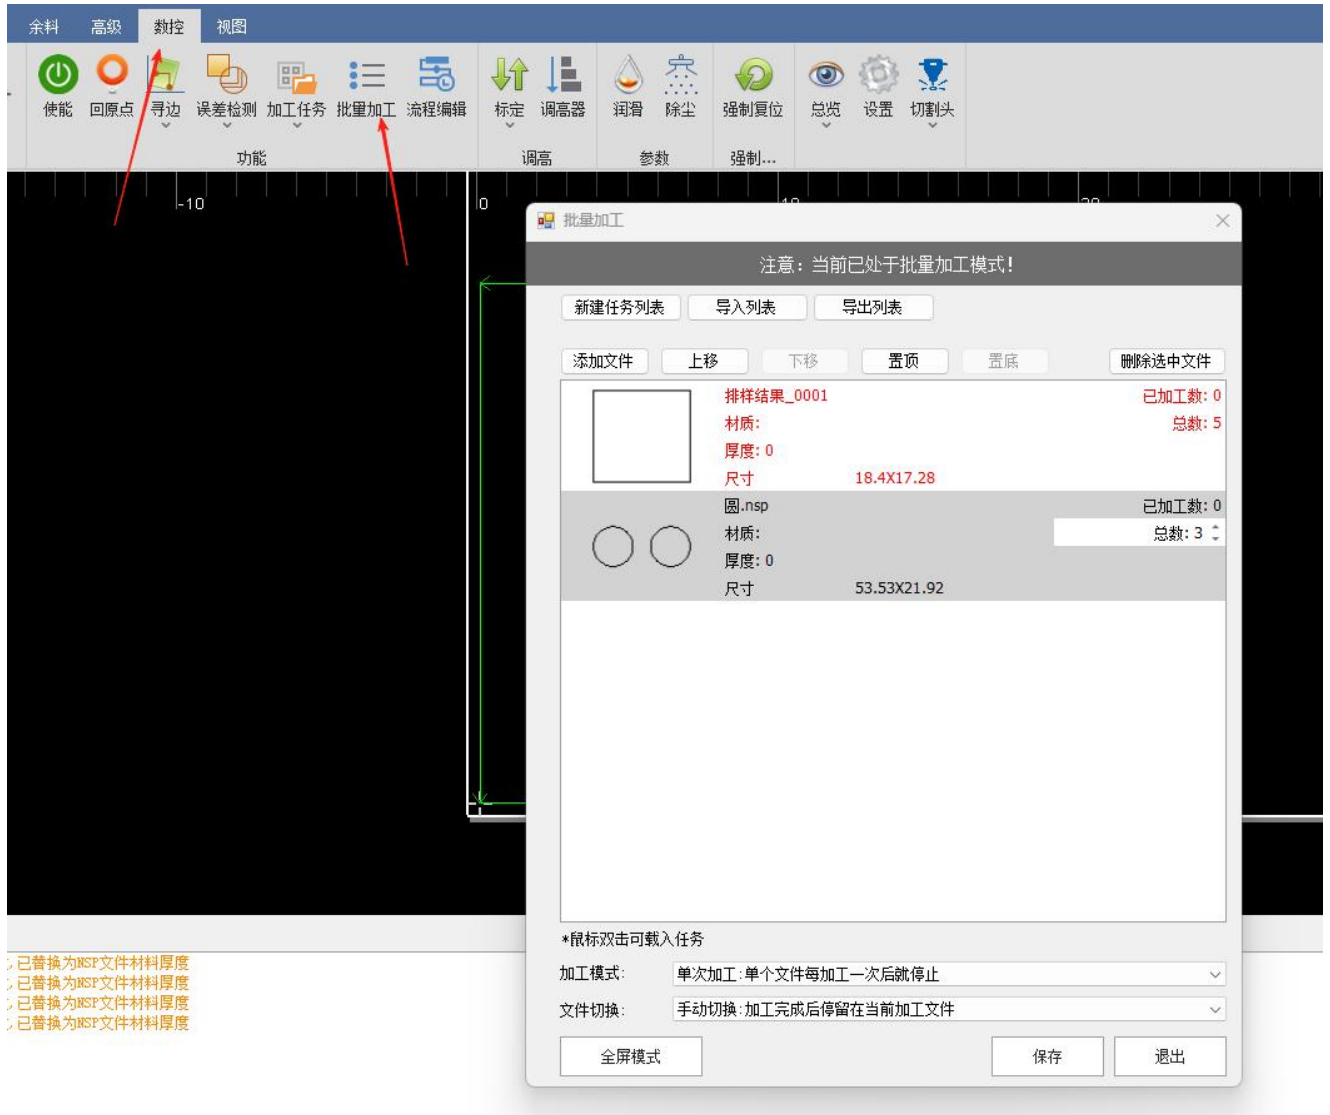 余料 高级 数控 视图
使能 回原点 寻边 误差检测 加工任务 批量加工 流程编辑 标定 调高器 润滑 除尘 强制复位 总览 设置 切割头
功能 调高 参数 强制...
-10 0
批量加工
注意：当前已处于批量加工模式！
新建任务列表 导入列表 导出列表
添加文件 上移 下移 置顶 置底 删除选中文件
排样结果_0001 已加工数: 0
材质: 总数: 5
厚度: 0
尺寸 18.4X17.28
圆.nsp 已加工数: 0
材质: 总数: 3
厚度: 0
尺寸 53.53X21.92
*鼠标双击可载入任务
加工模式: 单次加工:单个文件每加工一次后就停止
文件切换: 手动切换:加工完成后停留在当前加工文件
全屏模式 保存 退出
已替换为NSP文件材料厚度
已替换为NSP文件材料厚度
已替换为NSP文件材料厚度
已替换为NSP文件材料厚度